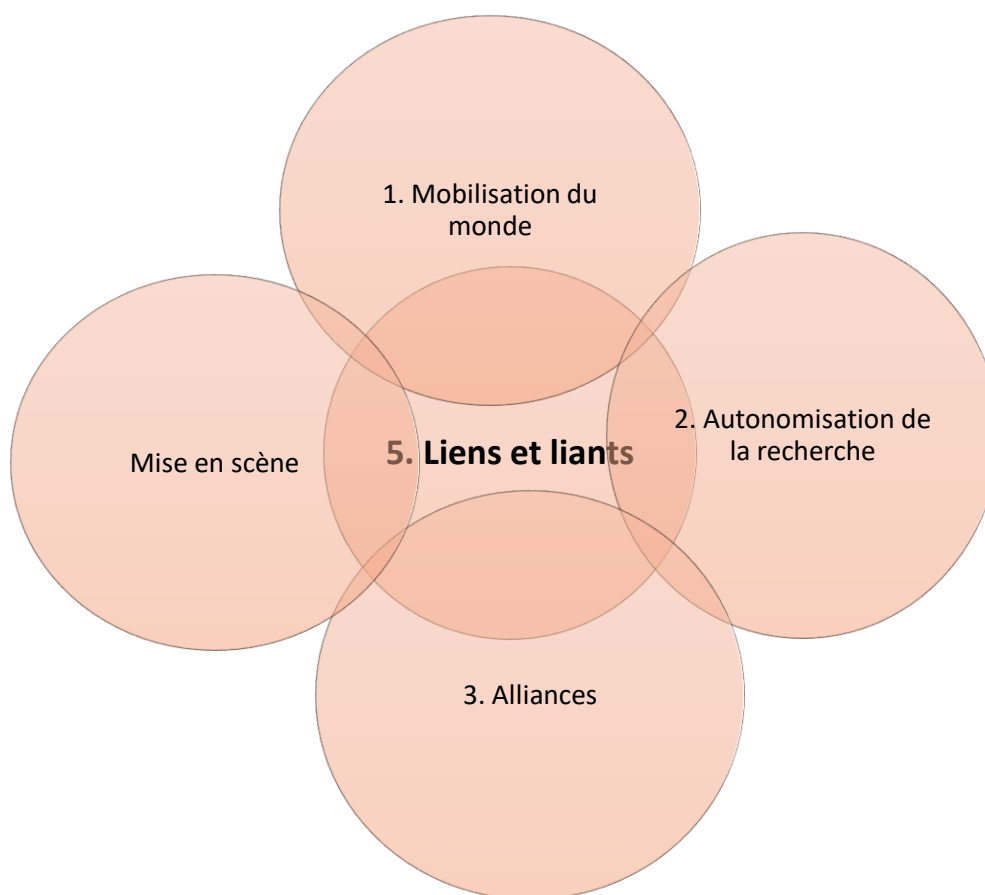 1. Mobilisation du
monde
2. Autonomisation de
la recherche
5. Liens et liants
Mise en scène
3. Alliances